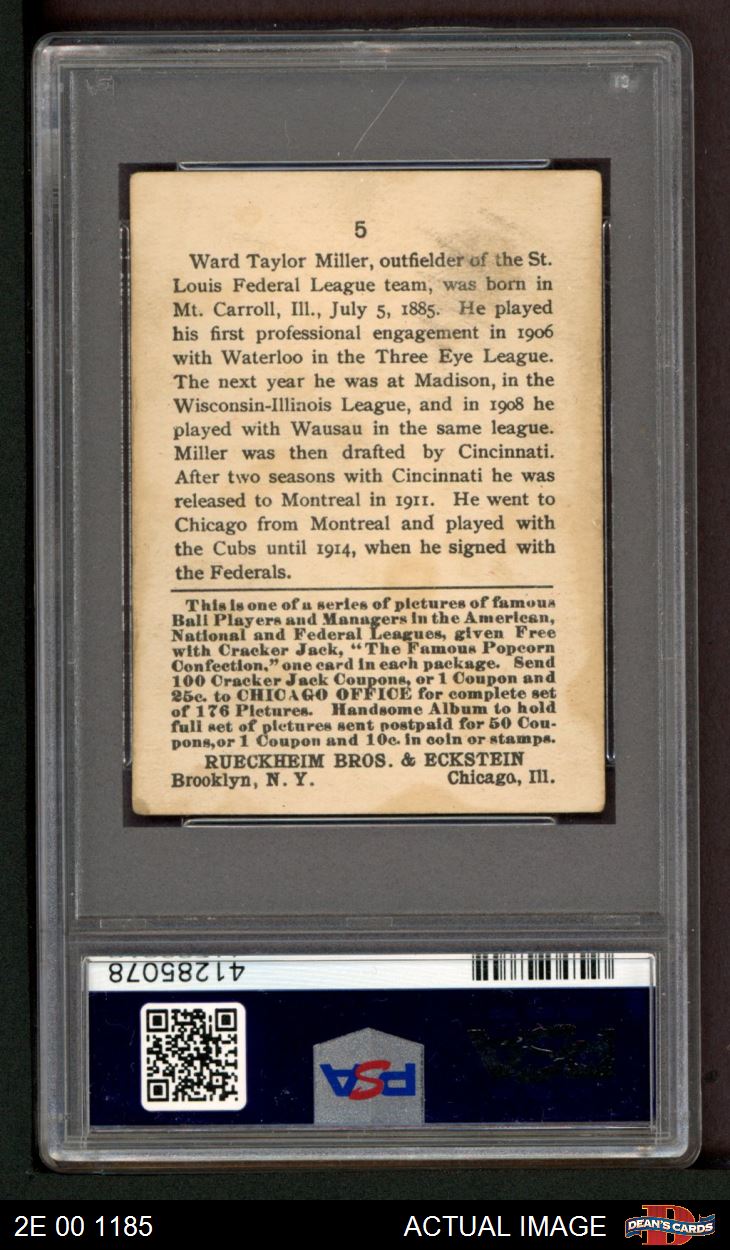 5
Ward Taylor Miller, outfielder of the St.
Louis Federal League team, was born in
Mt. Carroll, Ill., July 5, 1885. He played
his first professional engagement in 1906
with Waterloo in the Three Eye League.
The next year he was at Madison, in the
Wisconsin-Illinois League, and in 1908 he
played with Wausau in the same league.
Miller was then drafted by Cincinnati.
After two seasons with Cincinnati he was
released to Montreal in 1911. He went to
Chicago from Montreal and played with
the Cubs until 1914, when he signed with
the Federals.
This is one of a series of pictures of famous
Ball Players and Managers in the American,
National and Federal Leagues, given Free
with Cracker Jack, "The Famous Popcorn
Confection," one card in each package. Send
100 Cracker Jack Coupons, or 1 Coupon and
25c. to CHICAGO OFFICE for complete set
of 176 Pictures. Handsome Album to hold
full set of pictures sent postpaid for 50 Cou-
pons, or 1 Coupon and 10c. in coin or stamps.
RUECKHEIM BROS. & ECKSTEIN
Brooklyn, N. Y. Chicago, Ill.
41285078
PSA
2E 00 1185 ACTUAL IMAGE DEAN'S CARDS